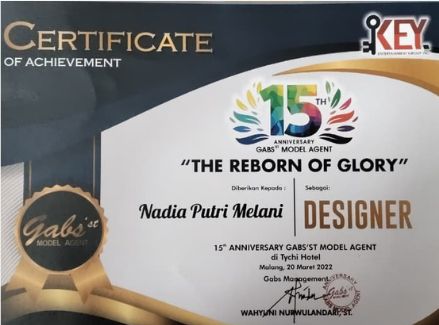 CERTIFICATE
OF ACHIEVEMENT
KEY
15TH
ANNIVERSARY
GABS'ST MODEL AGENT
"THE REBORN OF GLORY"
Diberikan Kepada :
Nadia Putri Melani
Sebagai:
DESIGNER
Gabs'st
MODEL AGENT
15th ANNIVERSARY GABS'ST MODEL AGENT
di Tychi Hotel
Malang, 20 Maret 2022
Gabs Management
WAHYUNI NURWULANDARI, ST.